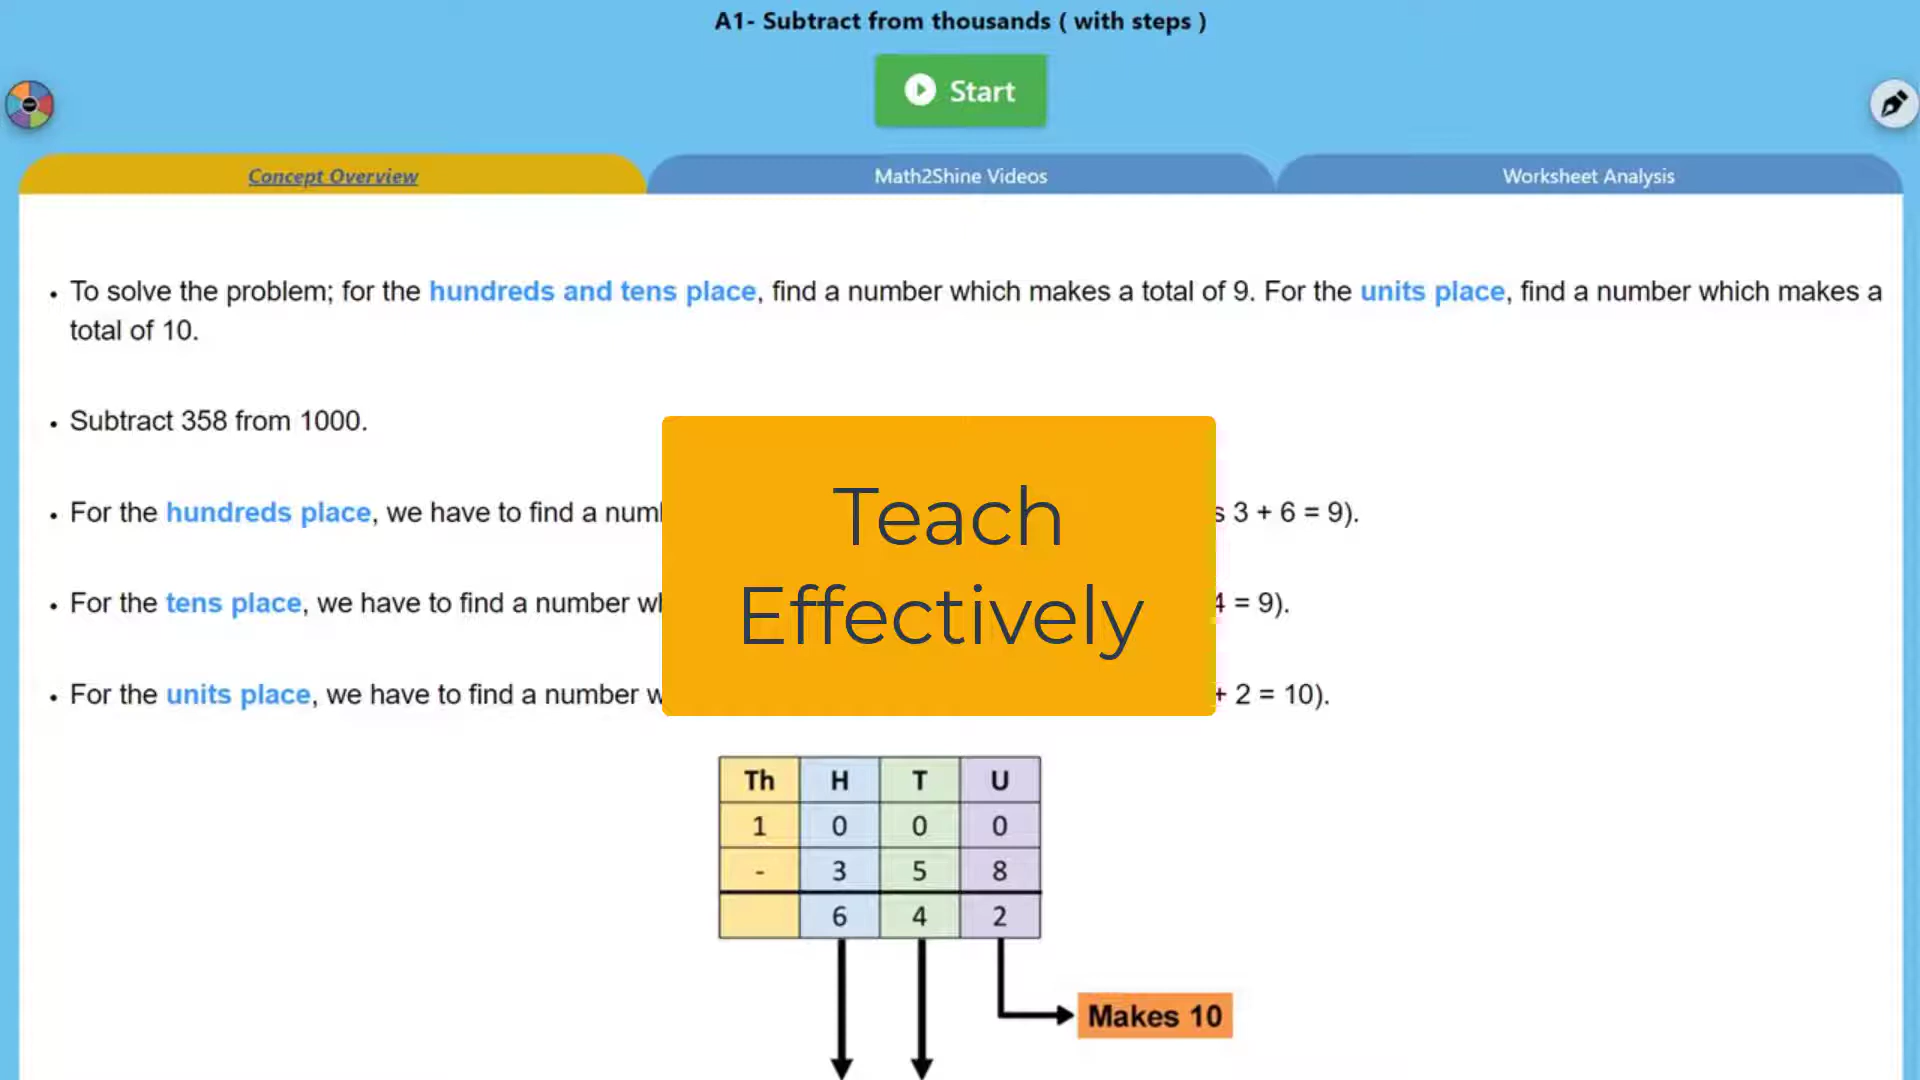 A1- Subtract from thousands ( with steps )
Start
Concept Overview
Math2Shine Videos
Worksheet Analysis
• To solve the problem; for the hundreds and tens place, find a number which makes a total of 9. For the units place, find a number which makes a
total of 10.
• Subtract 358 from 1000.
• For the hundreds place, we have to find a 3 + 6 = 9).
• For the tens place, we have to find a number = 9).
• For the units place, we have to find a number + 2 = 10).
Teach
Effectively
Th H T U
1 0 0 0
- 3 5 8
6 4 2
Makes 10